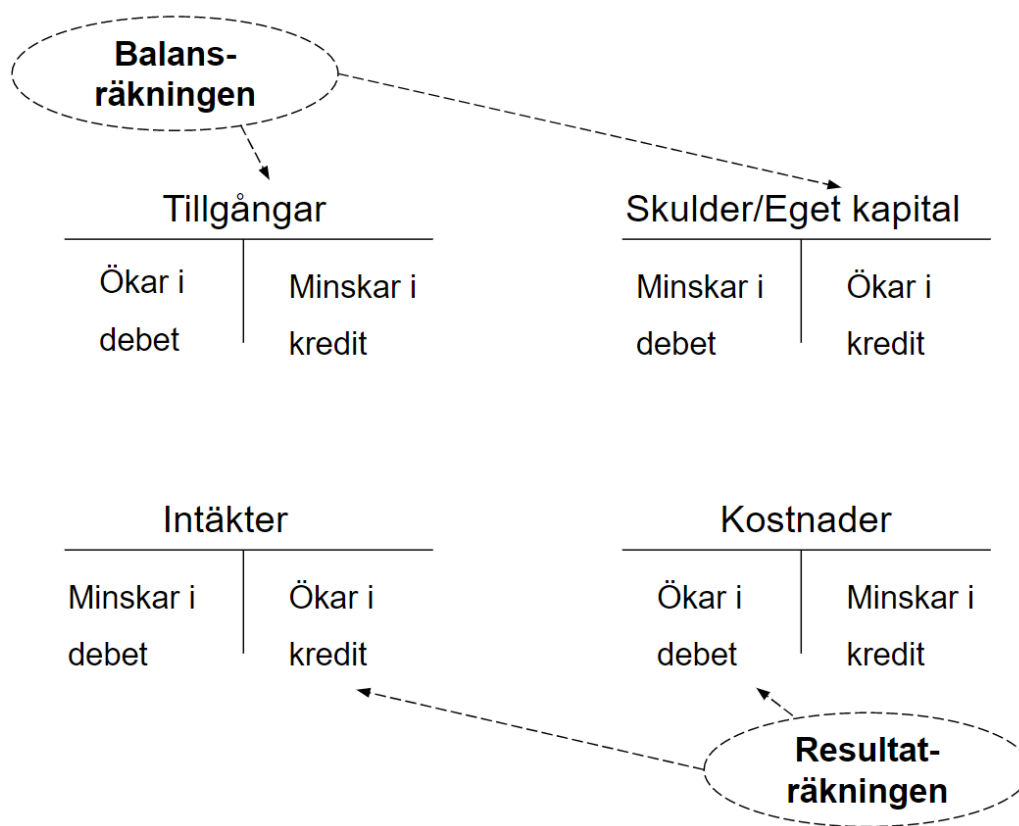 Balans-
räkningen
Tillgångar
Ökar i
debet
Minskar i
kredit
Skulder/Eget kapital
Minskar i
debet
Ökar i
kredit
Intäkter
Minskar i
debet
Ökar i
kredit
Kostnader
Ökar i
debet
Minskar i
kredit
Resultat-
räkningen